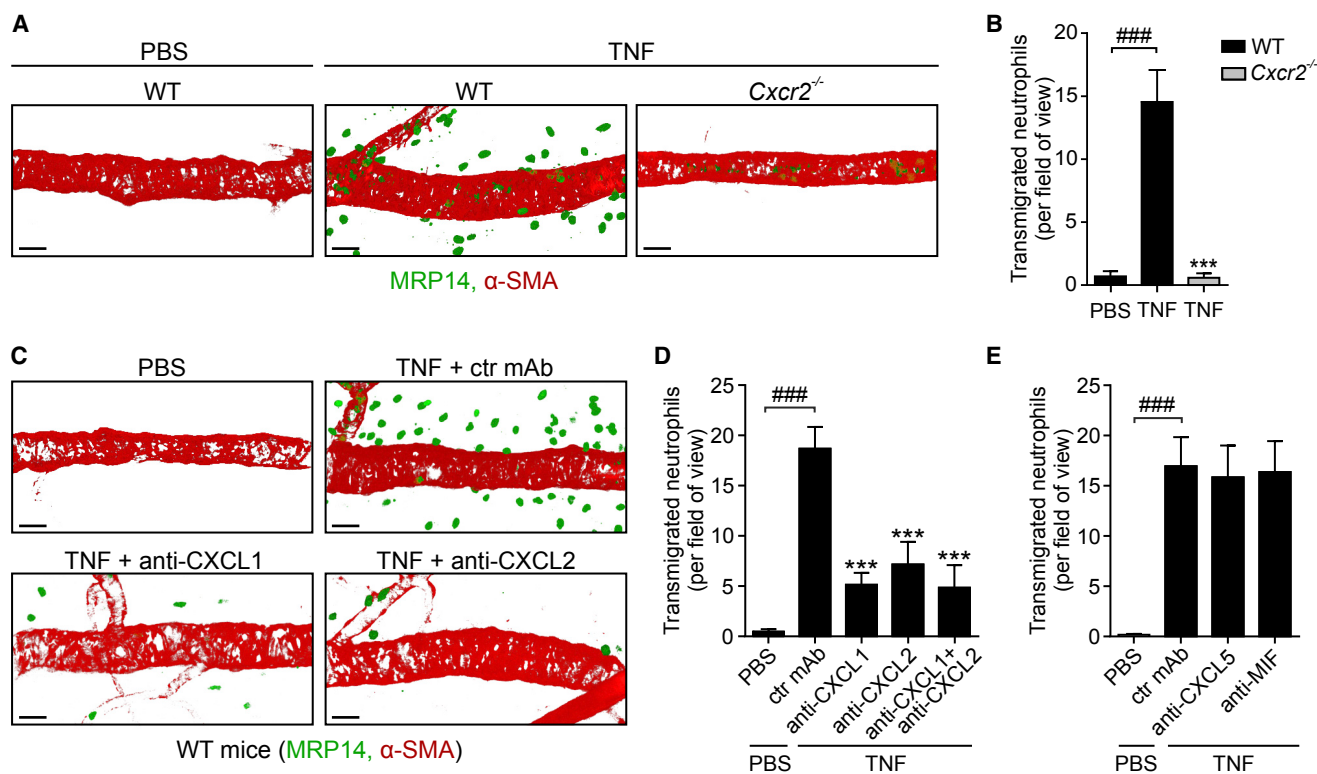 A
PBS
TNF
WT
WT
Cxcr2-/-
MRP14, α-SMA
B
Transmigrated neutrophils
(per field of view)
20
15
10
5
0
###
***
PBS
TNF
TNF
WT
Cxcr2-/-
C
PBS
TNF + ctr mAb
TNF + anti-CXCL1
TNF + anti-CXCL2
WT mice (MRP14, α-SMA)
D
Transmigrated neutrophils
(per field of view)
25
20
15
10
5
0
###
***
***
***
PBS
ctr mAb
anti-CXCL1
anti-CXCL2
anti-CXCL1+
anti-CXCL2
PBS
TNF
E
Transmigrated neutrophils
(per field of view)
25
20
15
10
5
0
###
PBS
ctr mAb
anti-CXCL5
anti-MIF
PBS
TNF